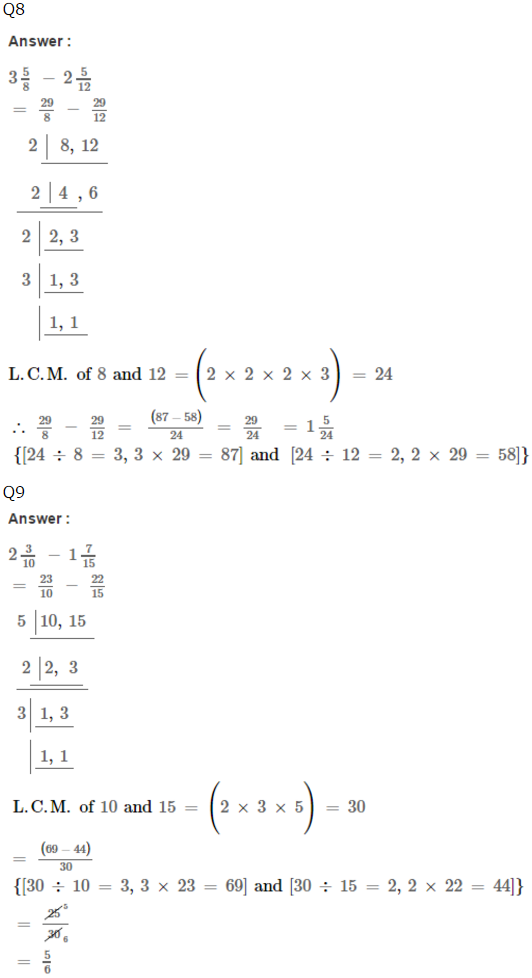 Q8
Answer :
3 5/8 − 2 5/12
= 29/8 − 29/12
2 | 8, 12
2 | 4 , 6
2 | 2, 3
3 | 1, 3
| 1, 1
L.C.M. of 8 and 12 = (2 × 2 × 2 × 3) = 24
∴ 29/8 − 29/12 = (87 − 58)/24 = 29/24 = 1 5/24
{[24 ÷ 8 = 3, 3 × 29 = 87] and [24 ÷ 12 = 2, 2 × 29 = 58]}
Q9
Answer :
2 3/10 − 1 7/15
= 23/10 − 22/15
5 | 10, 15
2 | 2, 3
3 | 1, 3
| 1, 1
L.C.M. of 10 and 15 = (2 × 3 × 5) = 30
= (69 − 44)/30
{[30 ÷ 10 = 3, 3 × 23 = 69] and [30 ÷ 15 = 2, 2 × 22 = 44]}
= 25 5/30 6
= 5/6